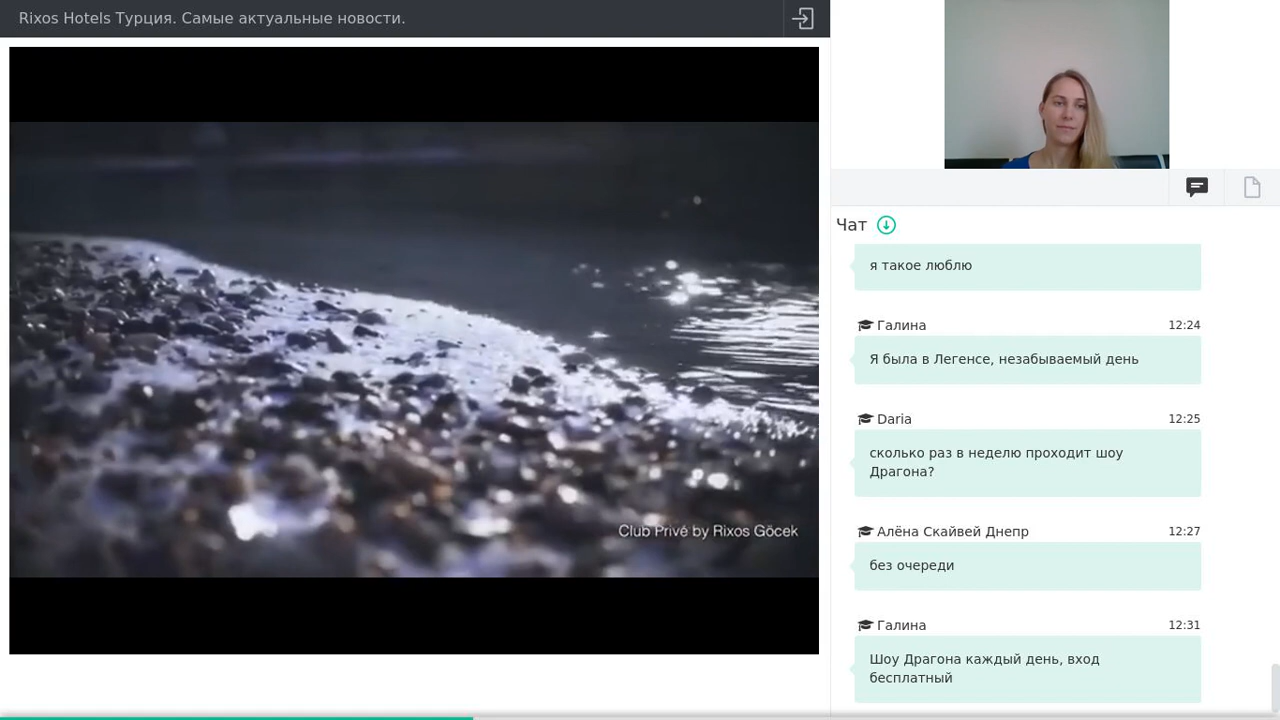 Rixos Hotels Турция. Самые актуальные новости.
Club Privé by Rixos Göcek
Чат
я такое люблю
Галина 12:24
Я была в Легенсе, незабываемый день
Daria 12:25
сколько раз в неделю проходит шоу
Драгона?
Алёна Скайвей Днепр 12:27
без очереди
Галина 12:31
Шоу Драгона каждый день, вход
бесплатный